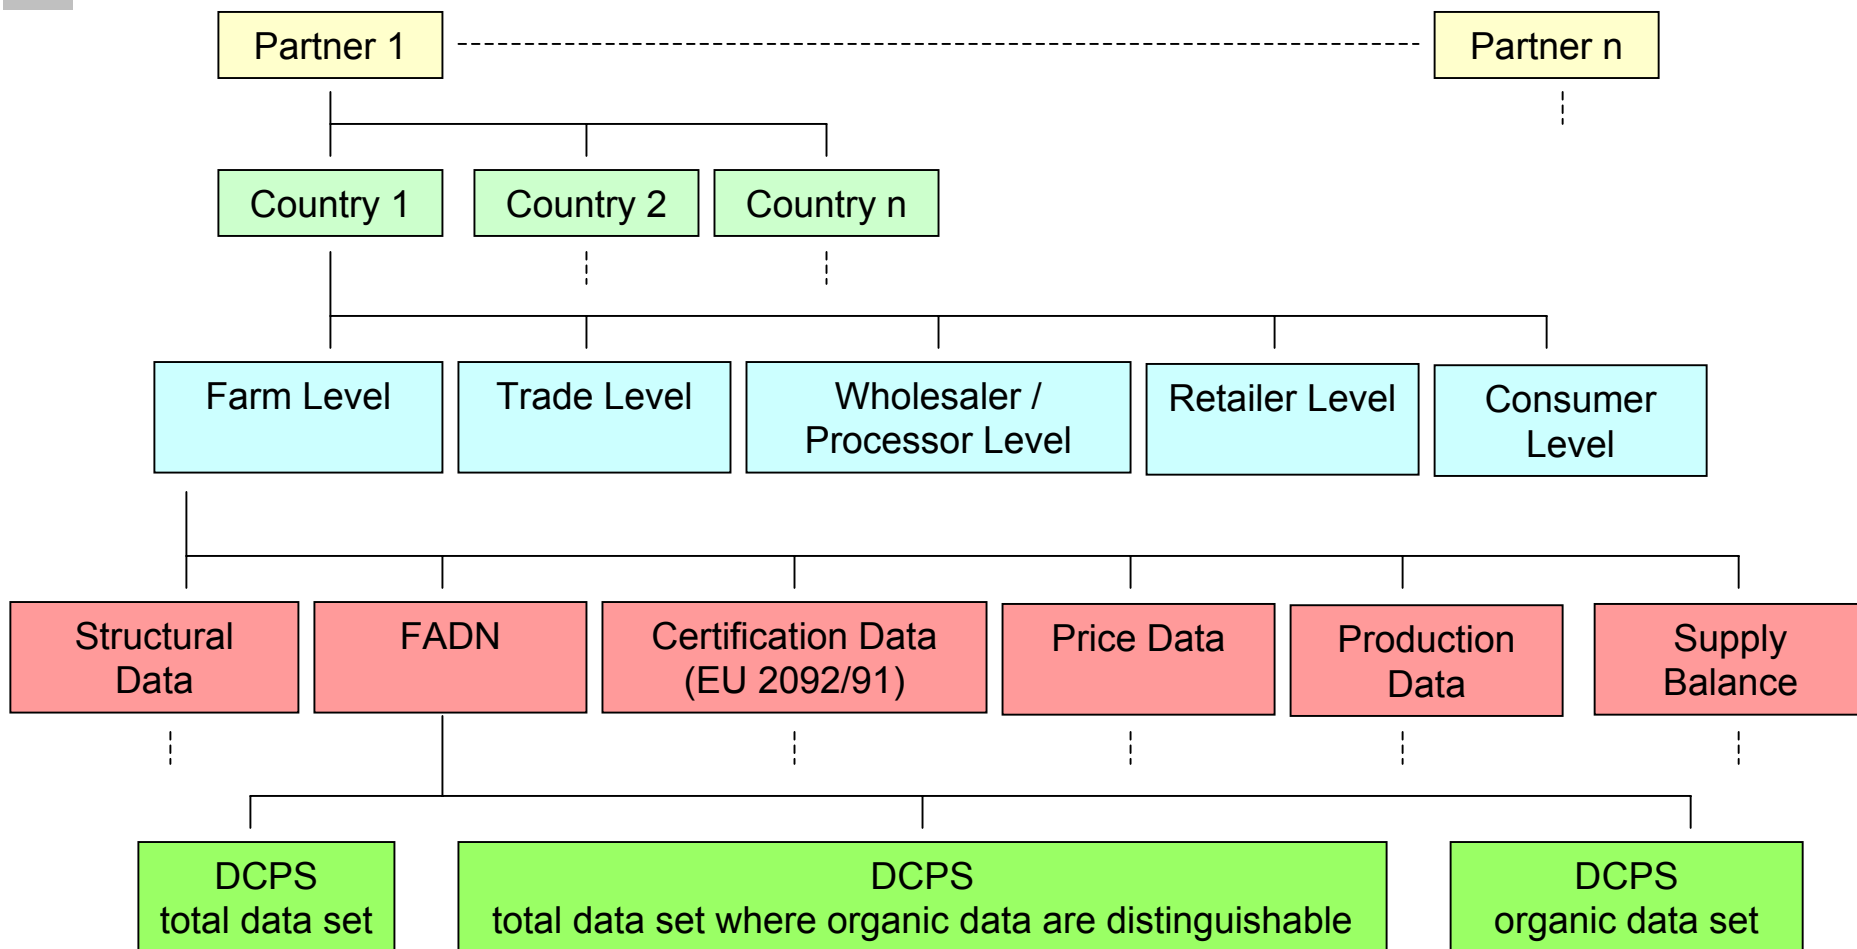 Partner 1
Partner n
Country 1
Country 2
Country n
Farm Level
Trade Level
Wholesaler /
Processor Level
Retailer Level
Consumer
Level
Structural
Data
FADN
Certification Data
(EU 2092/91)
Price Data
Production
Data
Supply
Balance
DCPS
total data set
DCPS
total data set where organic data are distinguishable
DCPS
organic data set